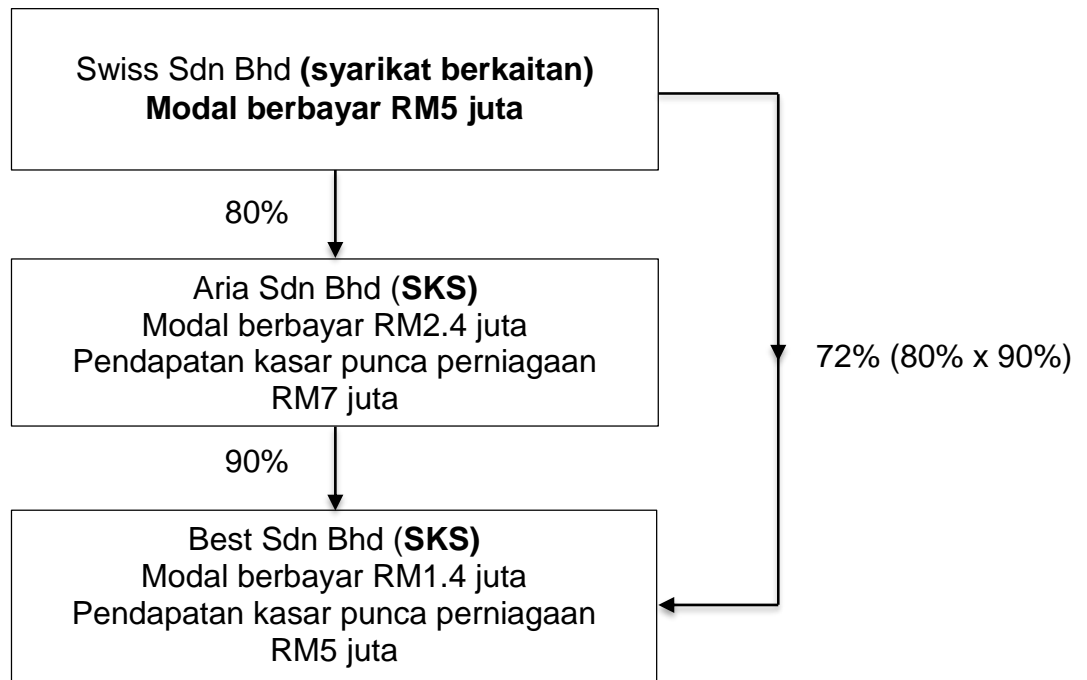 Swiss Sdn Bhd (syarikat berkaitan)
Modal berbayar RM5 juta
80%
Aria Sdn Bhd (SKS)
Modal berbayar RM2.4 juta
Pendapatan kasar punca perniagaan
RM7 juta
72% (80% x 90%)
90%
Best Sdn Bhd (SKS)
Modal berbayar RM1.4 juta
Pendapatan kasar punca perniagaan
RM5 juta